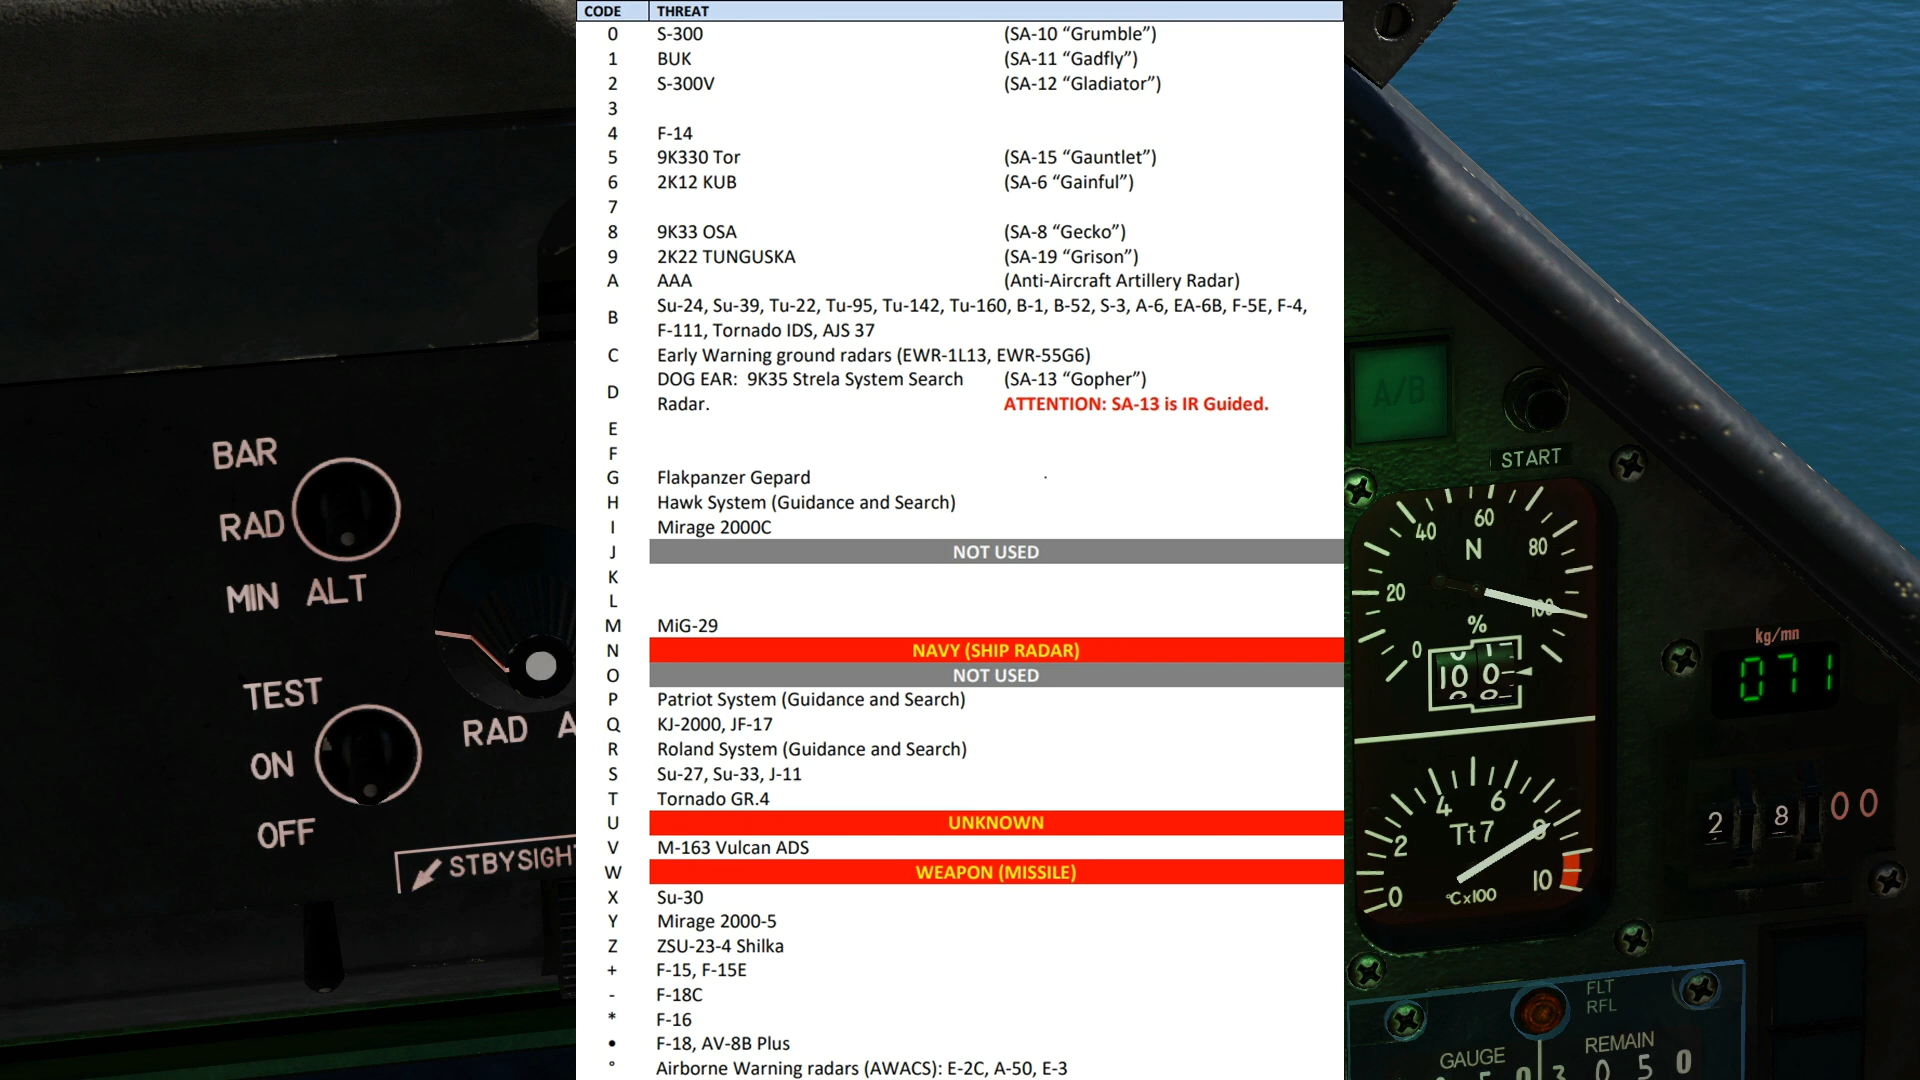 CODE THREAT
0 S-300 (SA-10 “Grumble”)
1 BUK (SA-11 “Gadfly”)
2 S-300V (SA-12 “Gladiator”)
3
4 F-14
5 9K330 Tor (SA-15 “Gauntlet”)
6 2K12 KUB (SA-6 “Gainful”)
7
8 9K33 OSA (SA-8 “Gecko”)
9 2K22 TUNGUSKA (SA-19 “Grison”)
A AAA (Anti-Aircraft Artillery Radar)
B Su-24, Su-39, Tu-22, Tu-95, Tu-142, Tu-160, B-1, B-52, S-3, A-6, EA-6B, F-5E, F-4,
F-111, Tornado IDS, AJS 37
C Early Warning ground radars (EWR-1L13, EWR-55G6)
D DOG EAR: 9K35 Strela System Search (SA-13 “Gopher”)
Radar. ATTENTION: SA-13 is IR Guided.
E
F
G Flakpanzer Gepard
H Hawk System (Guidance and Search)
I Mirage 2000C
J NOT USED
K
L
M MiG-29
N NAVY (SHIP RADAR)
O NOT USED
P Patriot System (Guidance and Search)
Q KJ-2000, JF-17
R Roland System (Guidance and Search)
S Su-27, Su-33, J-11
T Tornado GR.4
U UNKNOWN
V M-163 Vulcan ADS
W WEAPON (MISSILE)
X Su-30
Y Mirage 2000-5
Z ZSU-23-4 Shilka
+ F-15, F-15E
- F-18C
* F-16
• F-18, AV-8B Plus
° Airborne Warning radars (AWACS): E-2C, A-50, E-3
BAR
RAD
MIN ALT
TEST
ON
OFF
RAD A
STBYSIGH
A/B
START
0 20 40 60 80 100
N
%
100
kg/mn
071
0 2 4 6 8 10
Tt7
°Cx100
2 8 00
FLT
RFL
GAUGE REMAIN
3 0 5 0